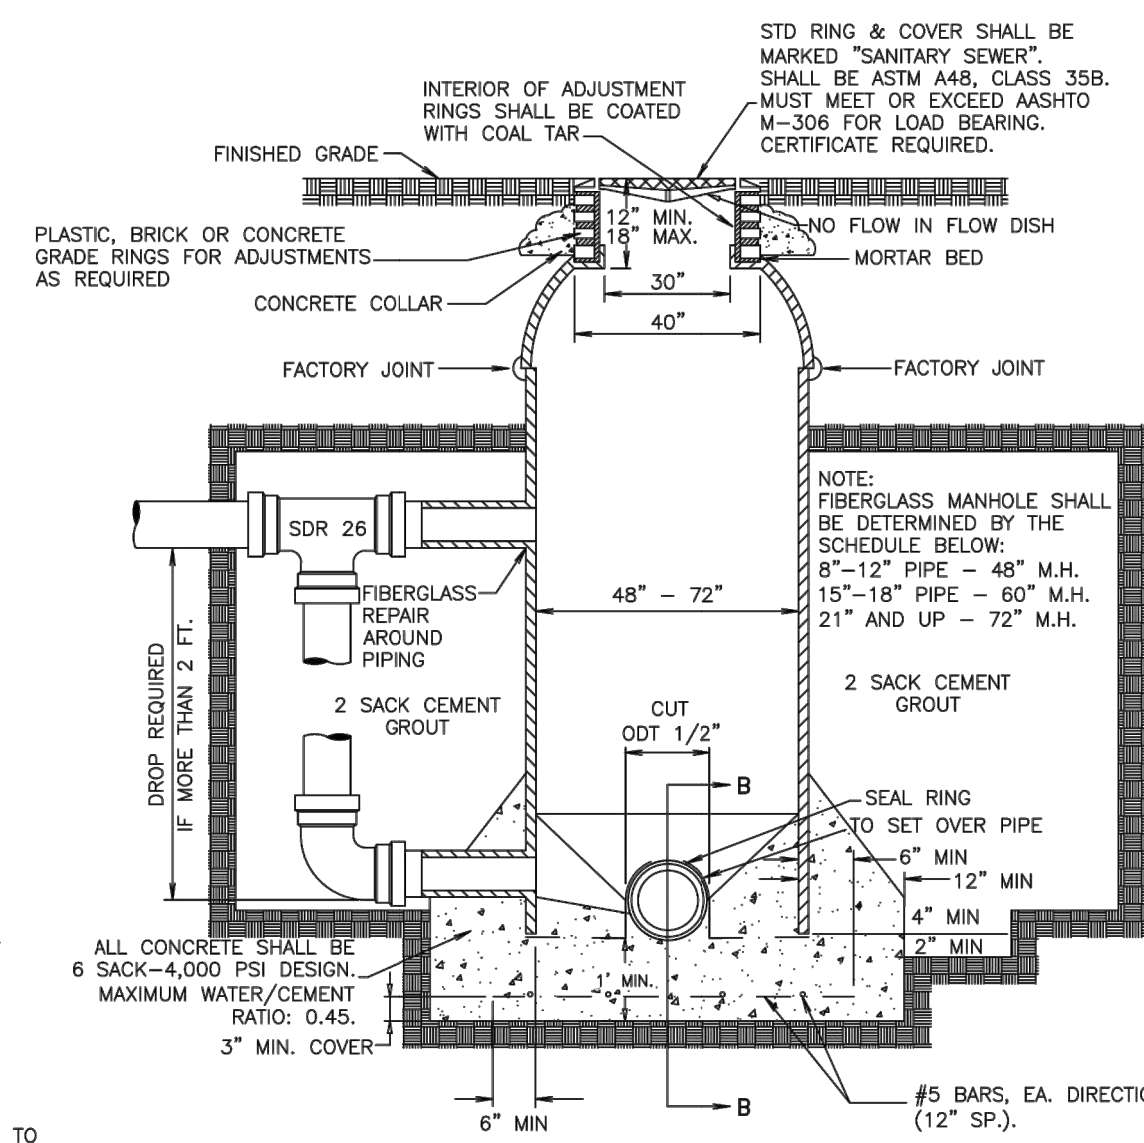 STD RING & COVER SHALL BE
MARKED "SANITARY SEWER".
SHALL BE ASTM A48, CLASS 35B.
MUST MEET OR EXCEED AASHTO
M-306 FOR LOAD BEARING.
CERTIFICATE REQUIRED.
INTERIOR OF ADJUSTMENT
RINGS SHALL BE COATED
WITH COAL TAR
FINISHED GRADE
12" MIN.
18" MAX.
NO FLOW IN FLOW DISH
PLASTIC, BRICK OR CONCRETE
GRADE RINGS FOR ADJUSTMENTS
AS REQUIRED
MORTAR BED
30"
CONCRETE COLLAR
40"
FACTORY JOINT
FACTORY JOINT
NOTE:
FIBERGLASS MANHOLE SHALL
BE DETERMINED BY THE
SCHEDULE BELOW:
8"-12" PIPE - 48" M.H.
15"-18" PIPE - 60" M.H.
21" AND UP - 72" M.H.
SDR 26
FIBERGLASS
REPAIR
AROUND
PIPING
48" - 72"
DROP REQUIRED
IF MORE THAN 2 FT.
2 SACK CEMENT
GROUT
2 SACK CEMENT
GROUT
CUT
ODT 1/2"
B
SEAL RING
TO SET OVER PIPE
6" MIN
12" MIN
4" MIN
2" MIN
ALL CONCRETE SHALL BE
6 SACK-4,000 PSI DESIGN.
MAXIMUM WATER/CEMENT
RATIO: 0.45.
1' MIN.
3" MIN. COVER
6" MIN
B
#5 BARS, EA. DIRECTIO
(12" SP.).
TO